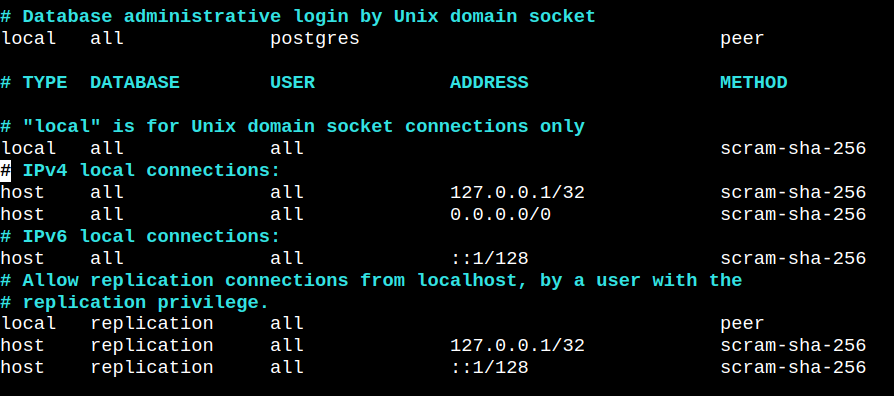 # Database administrative login by Unix domain socket
local   all             postgres                                peer

# TYPE  DATABASE        USER            ADDRESS                 METHOD

# "local" is for Unix domain socket connections only
local   all             all                                     scram-sha-256
# IPv4 local connections:
host    all             all             127.0.0.1/32            scram-sha-256
host    all             all             0.0.0.0/0               scram-sha-256
# IPv6 local connections:
host    all             all             ::1/128                 scram-sha-256
# Allow replication connections from localhost, by a user with the
# replication privilege.
local   replication     all                                     peer
host    replication     all             127.0.0.1/32            scram-sha-256
host    replication     all             ::1/128                 scram-sha-256